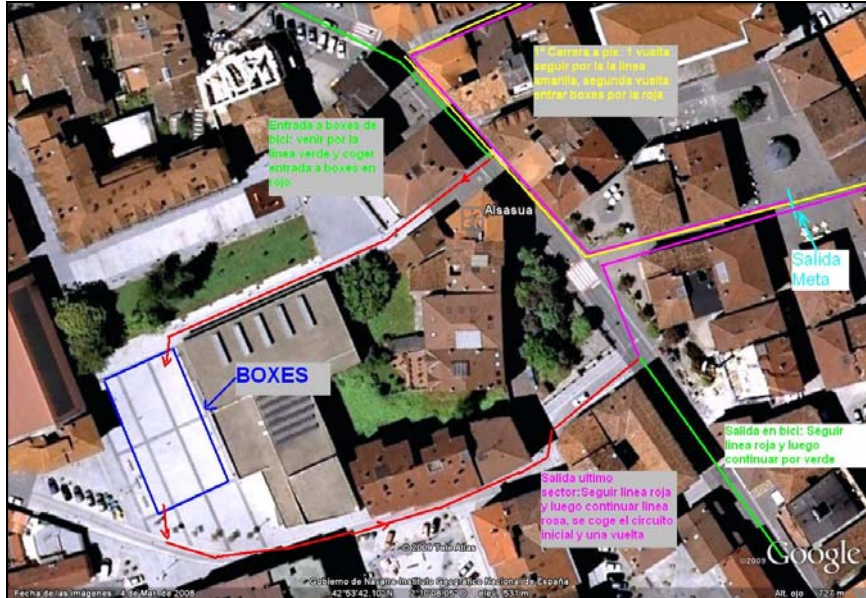 1ª Carrera a pie: 1 vuelta
seguir por la la linea
amarilla, segunda vuelta
entrar boxes por la roja
Entrada a boxes de
bici: venir por la
linea verde y coger
entrada a boxes en
rojo
Alsasua
Salida
Meta
BOXES
Salida en bici: Seguir
linea roja y luego
continuar por verde
Salida ultimo
sector:Seguir linea roja
y luego continuar linea
rosa, se coge el circuito
inicial y una vuelta
© 2009 Tele Atlas
©2009 Google
Gobierno de Navarra-Instituto Geográfico Nacional de España
Fecha de las imágenes: 4 de Mar. de 2008
42°53'42.10" N 2°10'08.05" O elev. 531 m
Alt. ojo 727 m